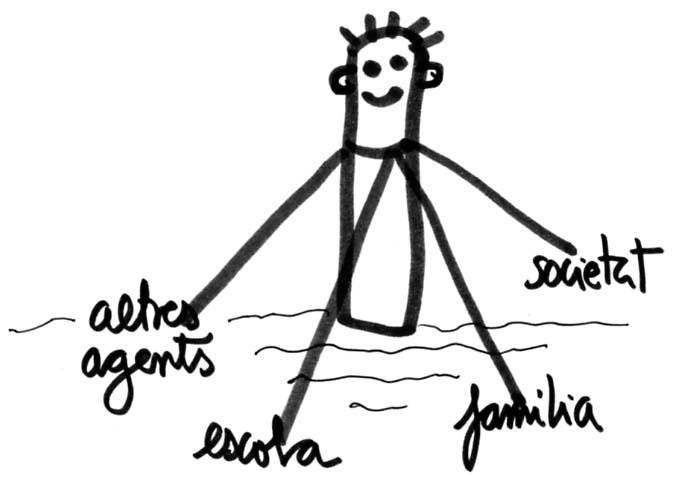 societat
altres
agents
escola
família